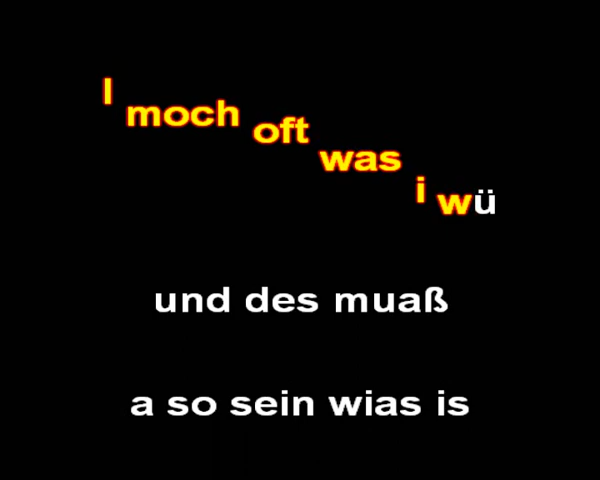 I moch oft was i wü
und des muaß
a so sein wias is